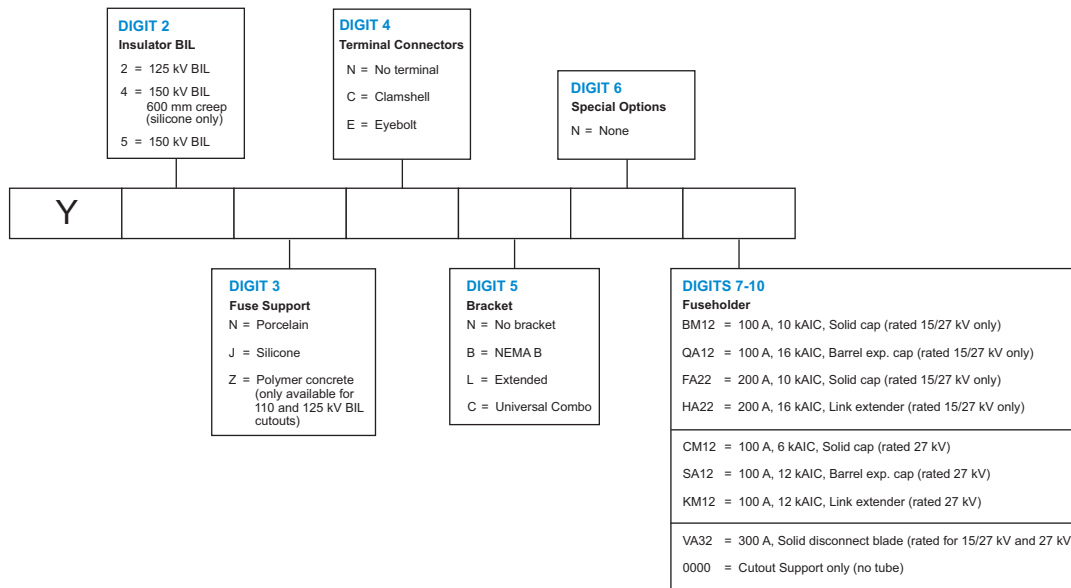 DIGIT 2
Insulator BIL
2 = 125 kV BIL
4 = 150 kV BIL
600 mm creep
(silicone only)
5 = 150 kV BIL
DIGIT 4
Terminal Connectors
N = No terminal
C = Clamshell
E = Eyebolt
DIGIT 6
Special Options
N = None
Y
DIGIT 3
Fuse Support
N = Porcelain
J = Silicone
Z = Polymer concrete
(only available for
110 and 125 kV BIL
cutouts)
DIGIT 5
Bracket
N = No bracket
B = NEMA B
L = Extended
C = Universal Combo
DIGITS 7-10
Fuseholder
BM12 = 100 A, 10 kAIC, Solid cap (rated 15/27 kV only)
QA12 = 100 A, 16 kAIC, Barrel exp. cap (rated 15/27 kV only)
FA22 = 200 A, 10 kAIC, Solid cap (rated 15/27 kV only)
HA22 = 200 A, 16 kAIC, Link extender (rated 15/27 kV only)
CM12 = 100 A, 6 kAIC, Solid cap (rated 27 kV)
SA12 = 100 A, 12 kAIC, Barrel exp. cap (rated 27 kV)
KM12 = 100 A, 12 kAIC, Link extender (rated 27 kV)
VA32 = 300 A, Solid disconnect blade (rated for 15/27 kV and 27 kV
0000 = Cutout Support only (no tube)